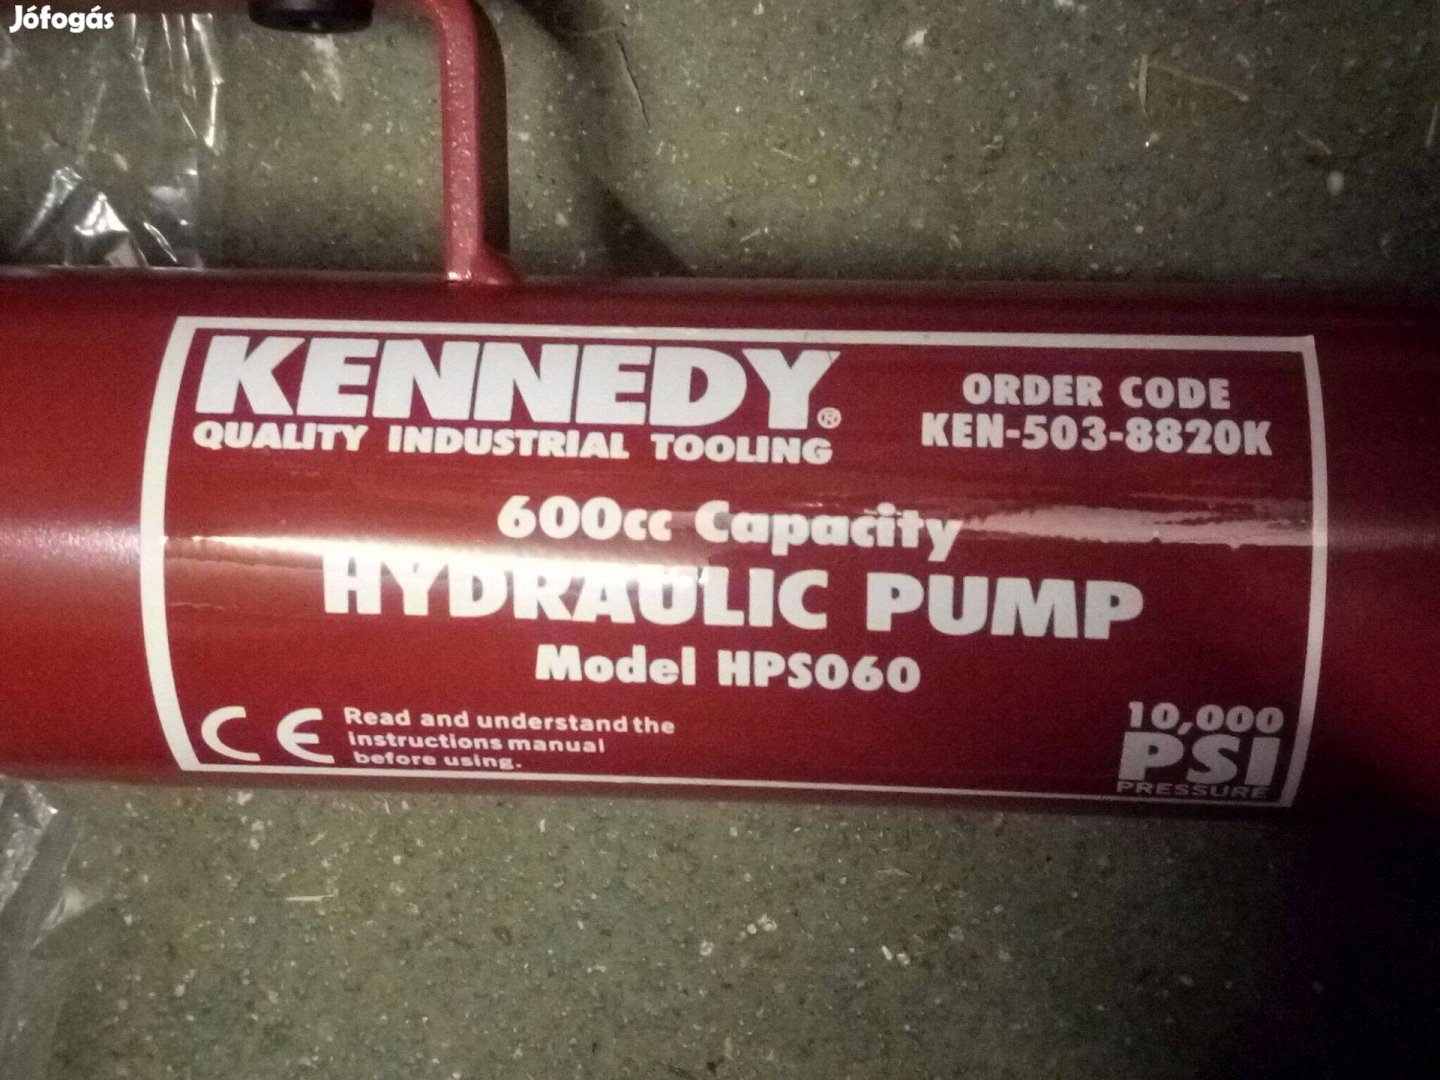 Jófogás
KENNEDY®
QUALITY INDUSTRIAL TOOLING
ORDER CODE
KEN-503-8820K
600cc Capacity
HYDRAULIC PUMP
Model HPS060
CE
Read and understand the
instructions manual
before using.
10,000
PSI
PRESSURE